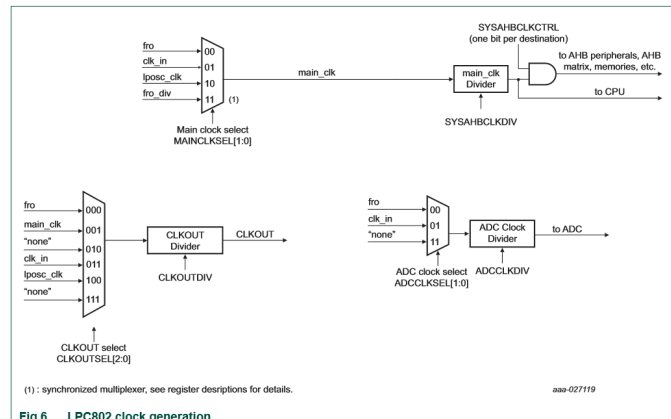 SYSAHBCLKCTRL
(one bit per destination)
fro
clk_in
lposc_clk
fro_div
00
01
10
11
(1)
main_clk
main_clk
Divider
to AHB peripherals, AHB
matrix, memories, etc.
to CPU
Main clock select
MAINCLKSEL[1:0]
SYSAHBCLKDIV
fro
main_clk
"none"
clk_in
lposc_clk
"none"
000
001
010
011
100
111
CLKOUT
Divider
CLKOUT
CLKOUTDIV
CLKOUT select
CLKOUTSEL[2:0]
fro
clk_in
"none"
00
01
11
ADC Clock
Divider
to ADC
ADC clock select
ADCCLKSEL[1:0]
ADCCLKDIV
(1) : synchronized multiplexer, see register desriptions for details.
aaa-027119
Fig 6. LPC802 clock generation